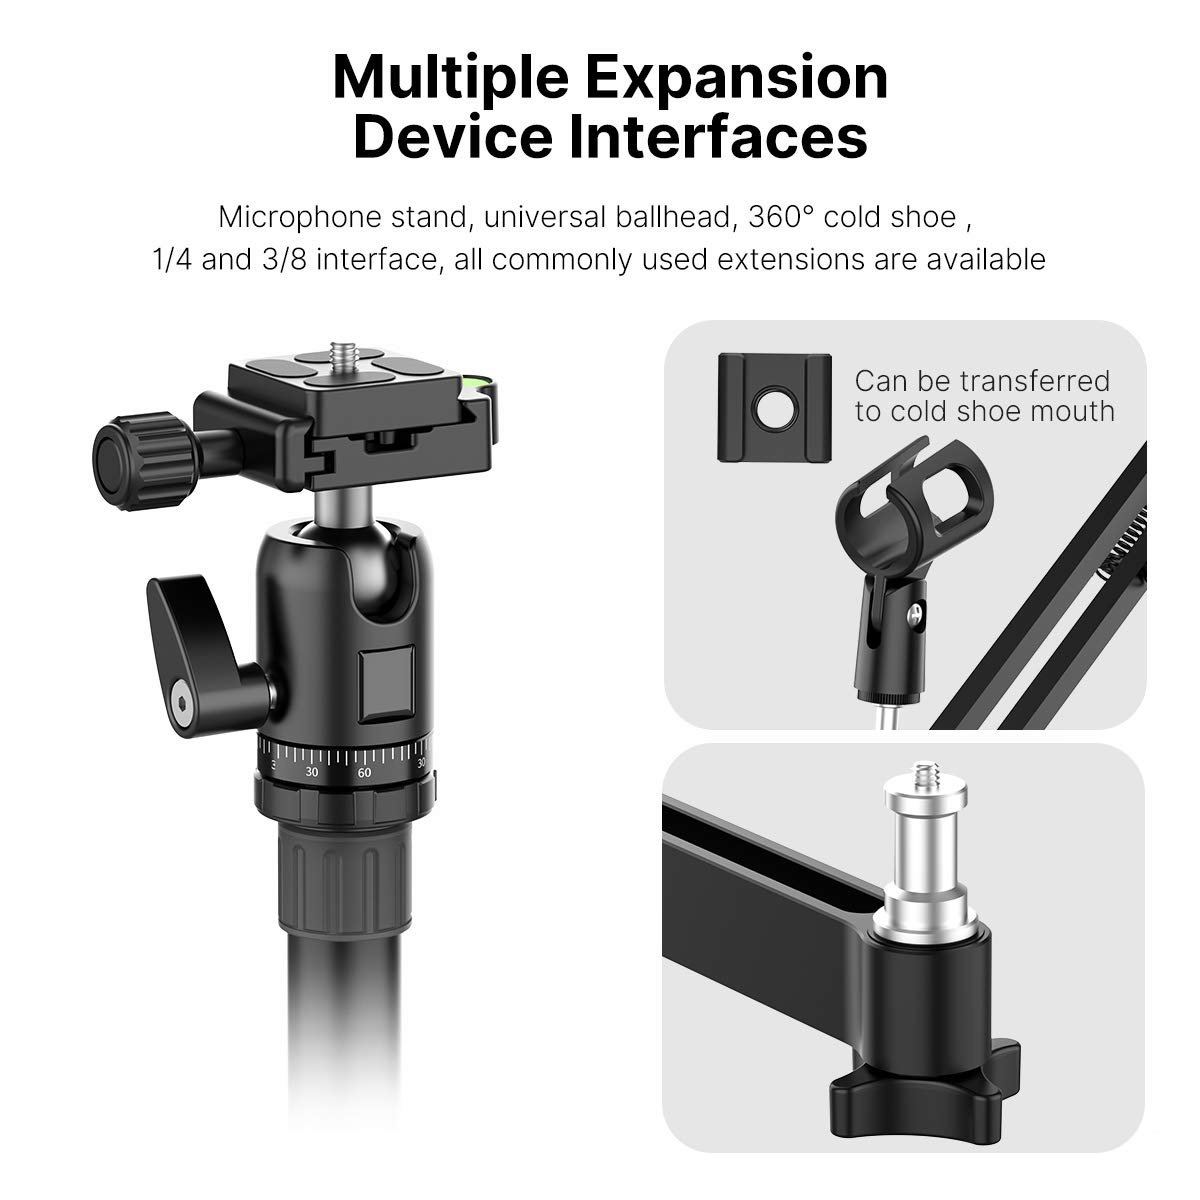 Multiple Expansion
Device Interfaces
Microphone stand, universal ballhead, 360° cold shoe ,
1/4 and 3/8 interface, all commonly used extensions are available
Can be transferred
to cold shoe mouth
30 60 30